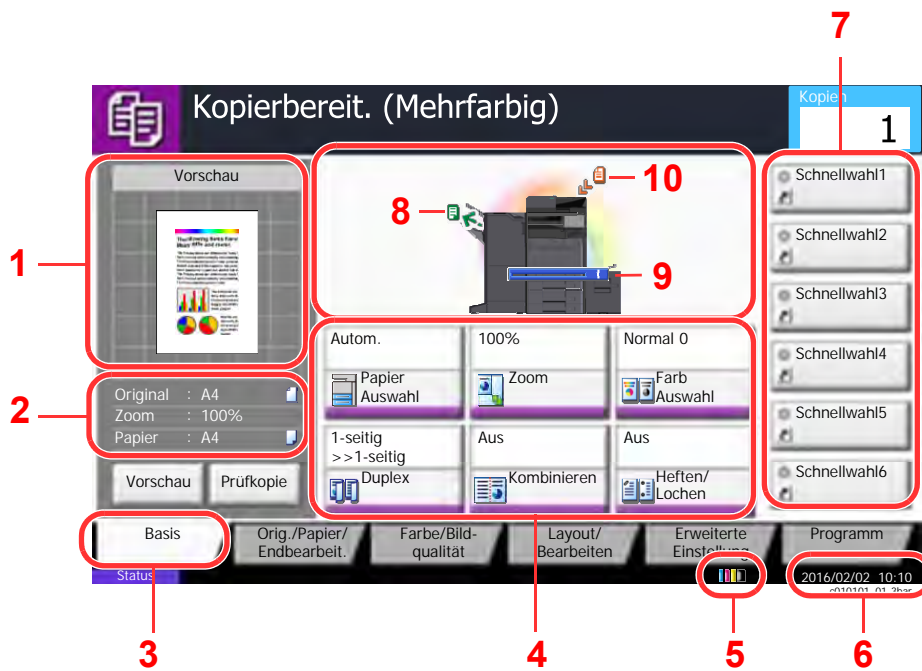 7
Kopierbereit. (Mehrfarbig)
Kopien
1
Vorschau
10
8
9
1
Schnellwahl1
Schnellwahl2
Schnellwahl3
Schnellwahl4
Schnellwahl5
Schnellwahl6
2
Original : A4
Zoom : 100%
Papier : A4
Vorschau
Prüfkopie
Autom.
Papier
Auswahl
100%
Zoom
Normal 0
Farb
Auswahl
1-seitig
>>1-seitig
Duplex
Aus
Kombinieren
Aus
Heften/
Lochen
Basis
Orig./Papier/
Endbearbeit.
Farbe/Bild-
qualität
Layout/
Bearbeiten
Erweiterte
Einstellung
Programm
Status
2016/02/02 10:10
3
4
5
6